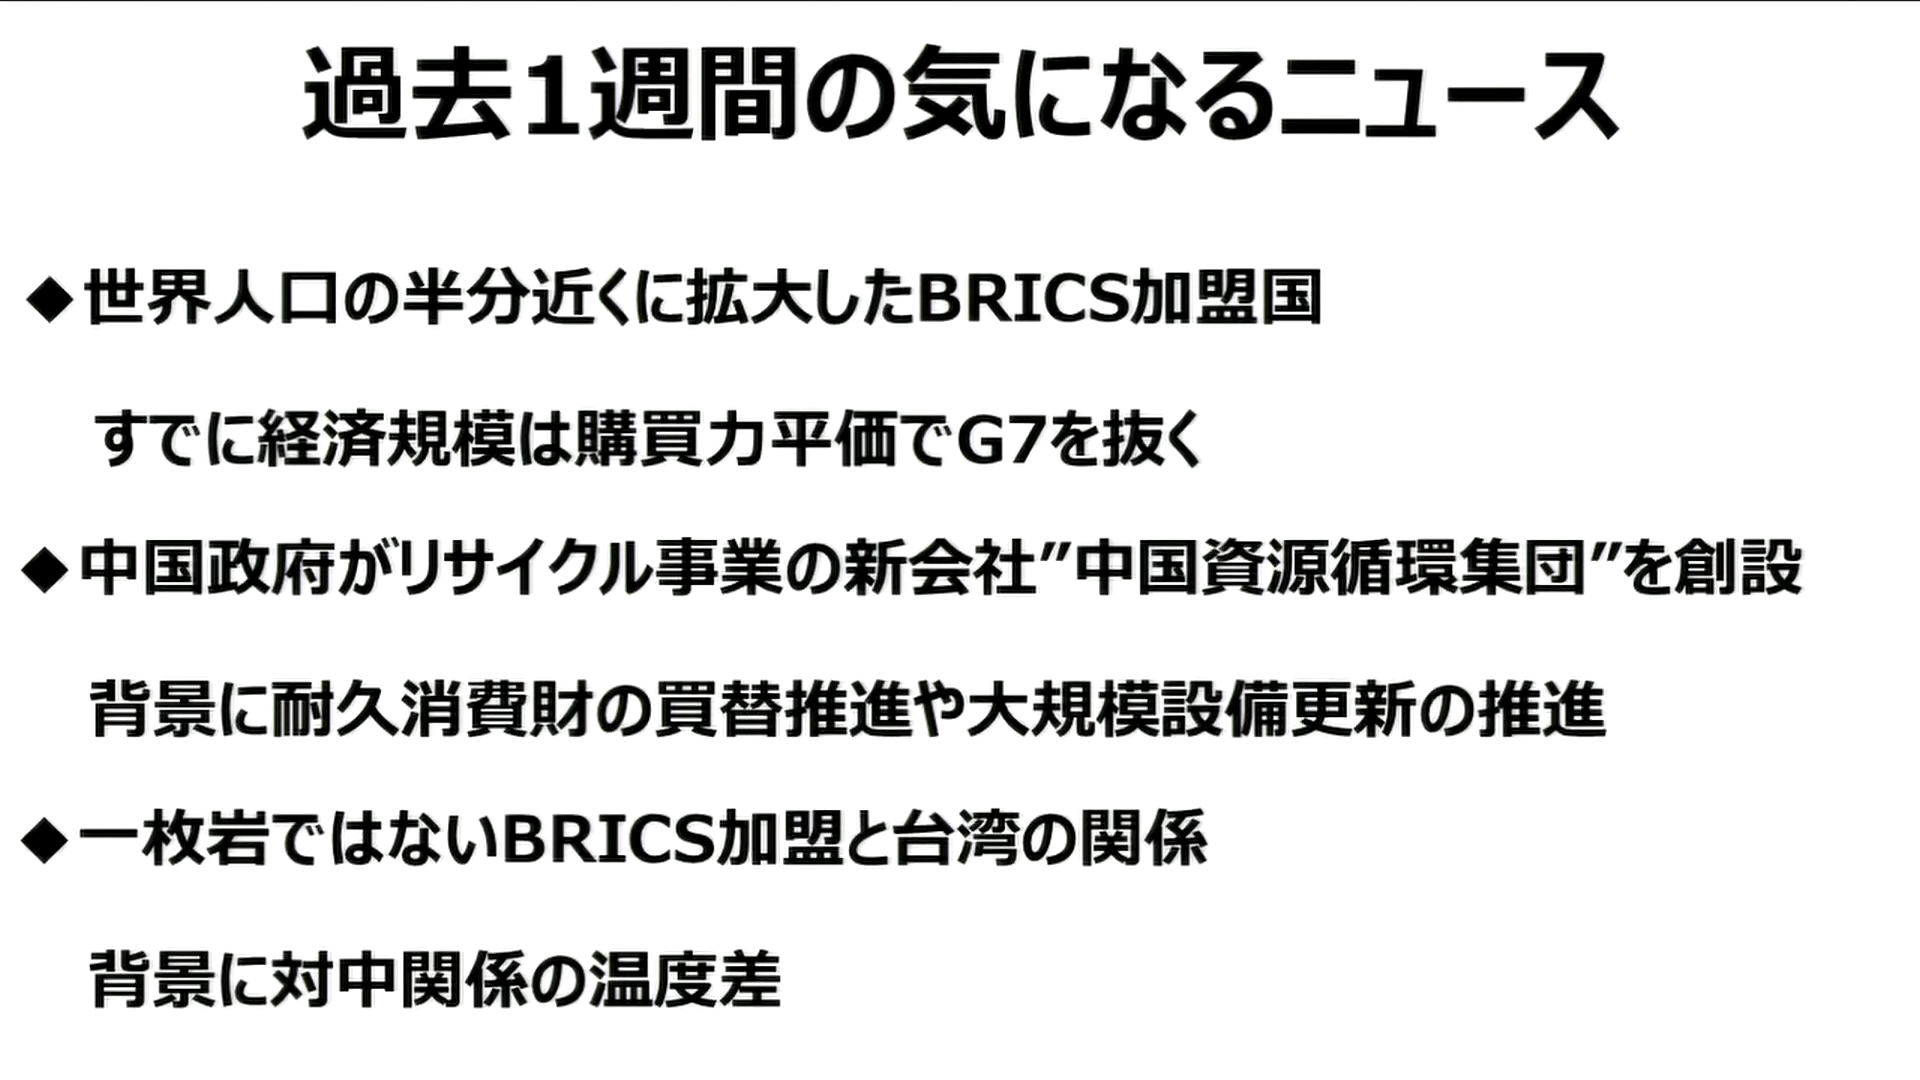 過去1週間の気になるニュース
◆世界人口の半分近くに拡大したBRICS加盟国
すでに経済規模は購買力平価でG7を抜く
◆中国政府がリサイクル事業の新会社”中国資源循環集団”を創設
背景に耐久消費財の買替推進や大規模設備更新の推進
◆一枚岩ではないBRICS加盟と台湾の関係
背景に対中関係の温度差